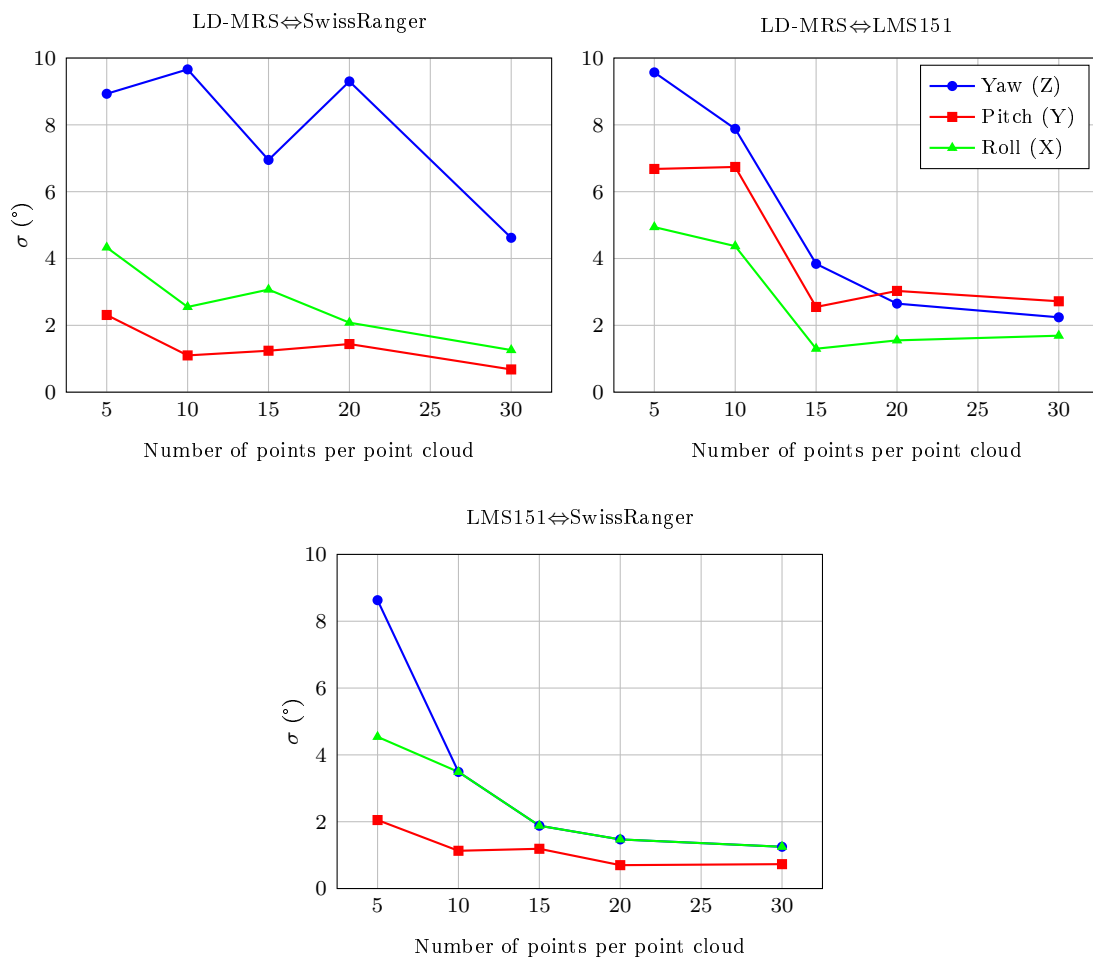 LD-MRS⇔SwissRanger
10
8
6
4
2
0
σ (°)
5 10 15 20 25 30
Number of points per point cloud
LD-MRS⇔LMS151
Yaw (Z)
Pitch (Y)
Roll (X)
10
8
6
4
2
0
5 10 15 20 25 30
Number of points per point cloud
LMS151⇔SwissRanger
10
8
6
4
2
0
σ (°)
5 10 15 20 25 30
Number of points per point cloud